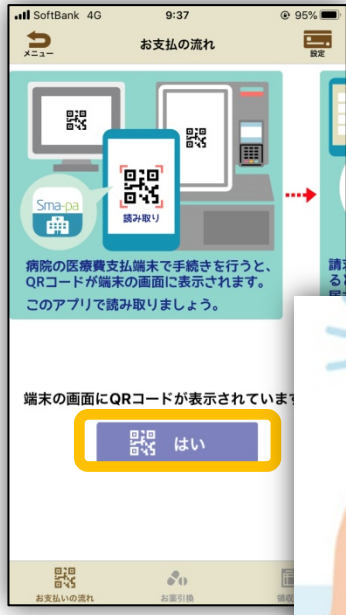 SoftBank 4G 9:37 95%
メニュー
お支払の流れ
設定
Sma-pa
読み取り
病院の医療費支払端末で手続きを行うと、
QRコードが端末の画面に表示されます。
このアプリで読み取りましょう。
端末の画面にQRコードが表示されています
はい
お支払いの流れ
お薬引換
領収